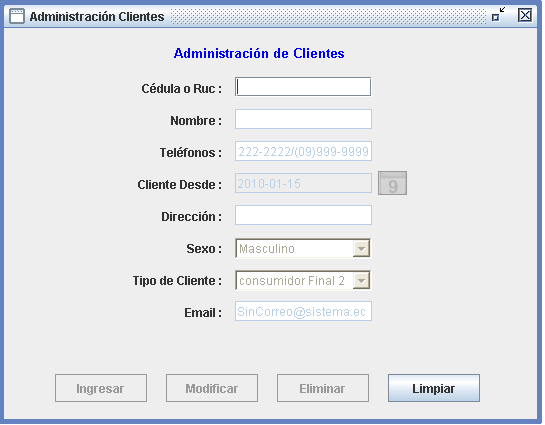 Administración Clientes
Administración de Clientes
Cédula o Ruc :
Nombre :
Teléfonos : 222-2222/(09)999-9999
Cliente Desde : 2010-01-15 9
Dirección :
Sexo : Masculino
Tipo de Cliente : consumidor Final 2
Email : SinCorreo@sistema.ec
Ingresar Modificar Eliminar Limpiar